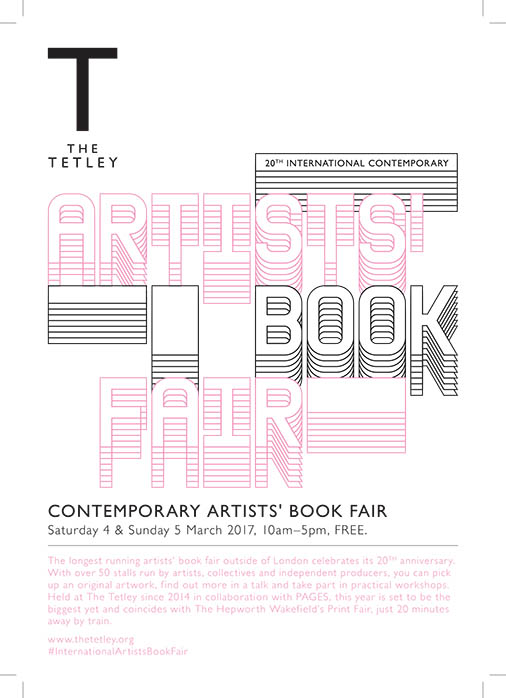 T
THE
TETLEY
20TH INTERNATIONAL CONTEMPORARY
ARTISTS'
BOOK
FAIR
CONTEMPORARY ARTISTS' BOOK FAIR
Saturday 4 & Sunday 5 March 2017, 10am–5pm, FREE.
The longest running artists' book fair outside of London celebrates its 20TH anniversary.
With over 50 stalls run by artists, collectives and independent producers, you can pick
up an original artwork, find out more in a talk and take part in practical workshops.
Held at The Tetley since 2014 in collaboration with PAGES, this year is set to be the
biggest yet and coincides with The Hepworth Wakefield's Print Fair, just 20 minutes
away by train.
www.thetetley.org
#InternationalArtistsBookFair